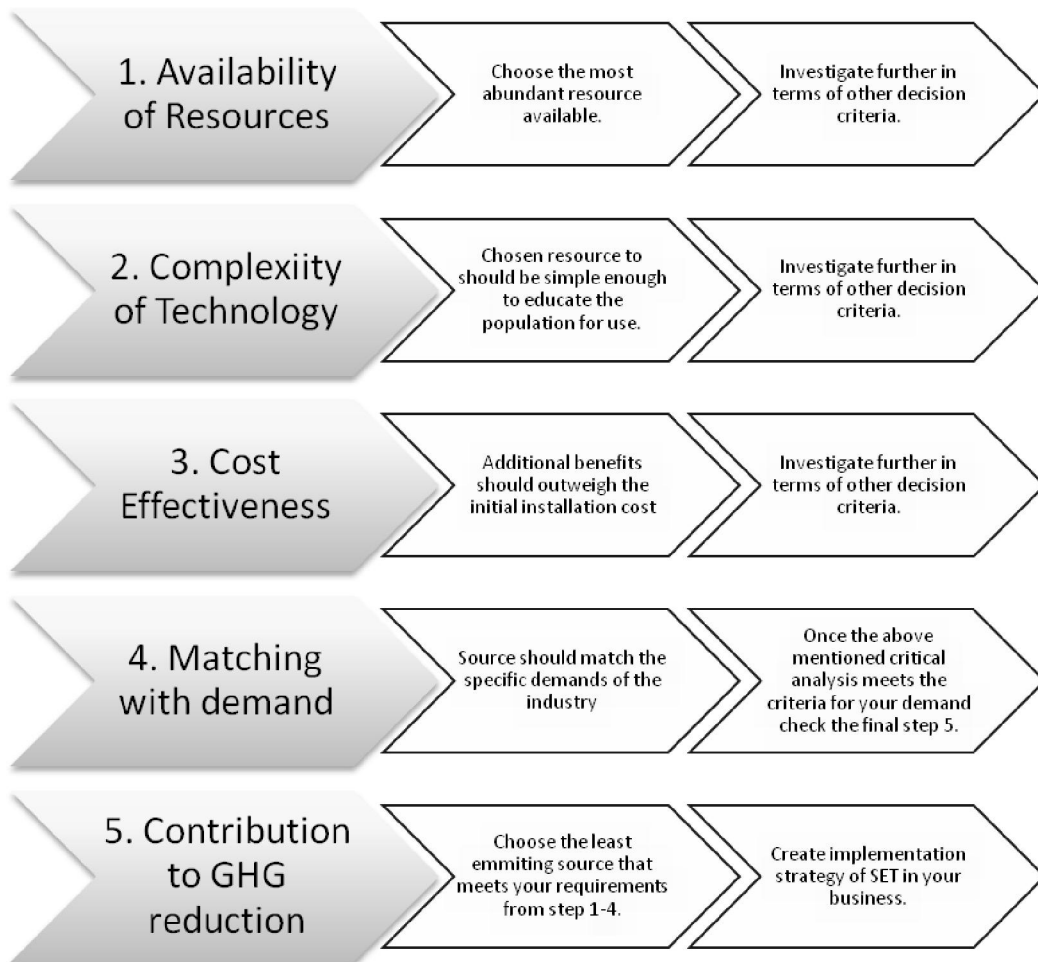 1. Availability
of Resources
Choose the most
abundant resource
available.
Investigate further in
terms of other decision
criteria.
2. Complexiity
of Technology
Chosen resource to
should be simple enough
to educate the
population for use.
Investigate further in
terms of other decision
criteria.
3. Cost
Effectiveness
Additional benefits
should outweigh the
initial installation cost
Investigate further in
terms of other decision
criteria.
4. Matching
with demand
Source should match the
specific demands of the
industry
Once the above
mentioned critical
analysis meets the
criteria for your demand
check the final step 5.
5. Contribution
to GHG
reduction
Choose the least
emmiting source that
meets your requirements
from step 1-4.
Create implementation
strategy of SET in your
business.